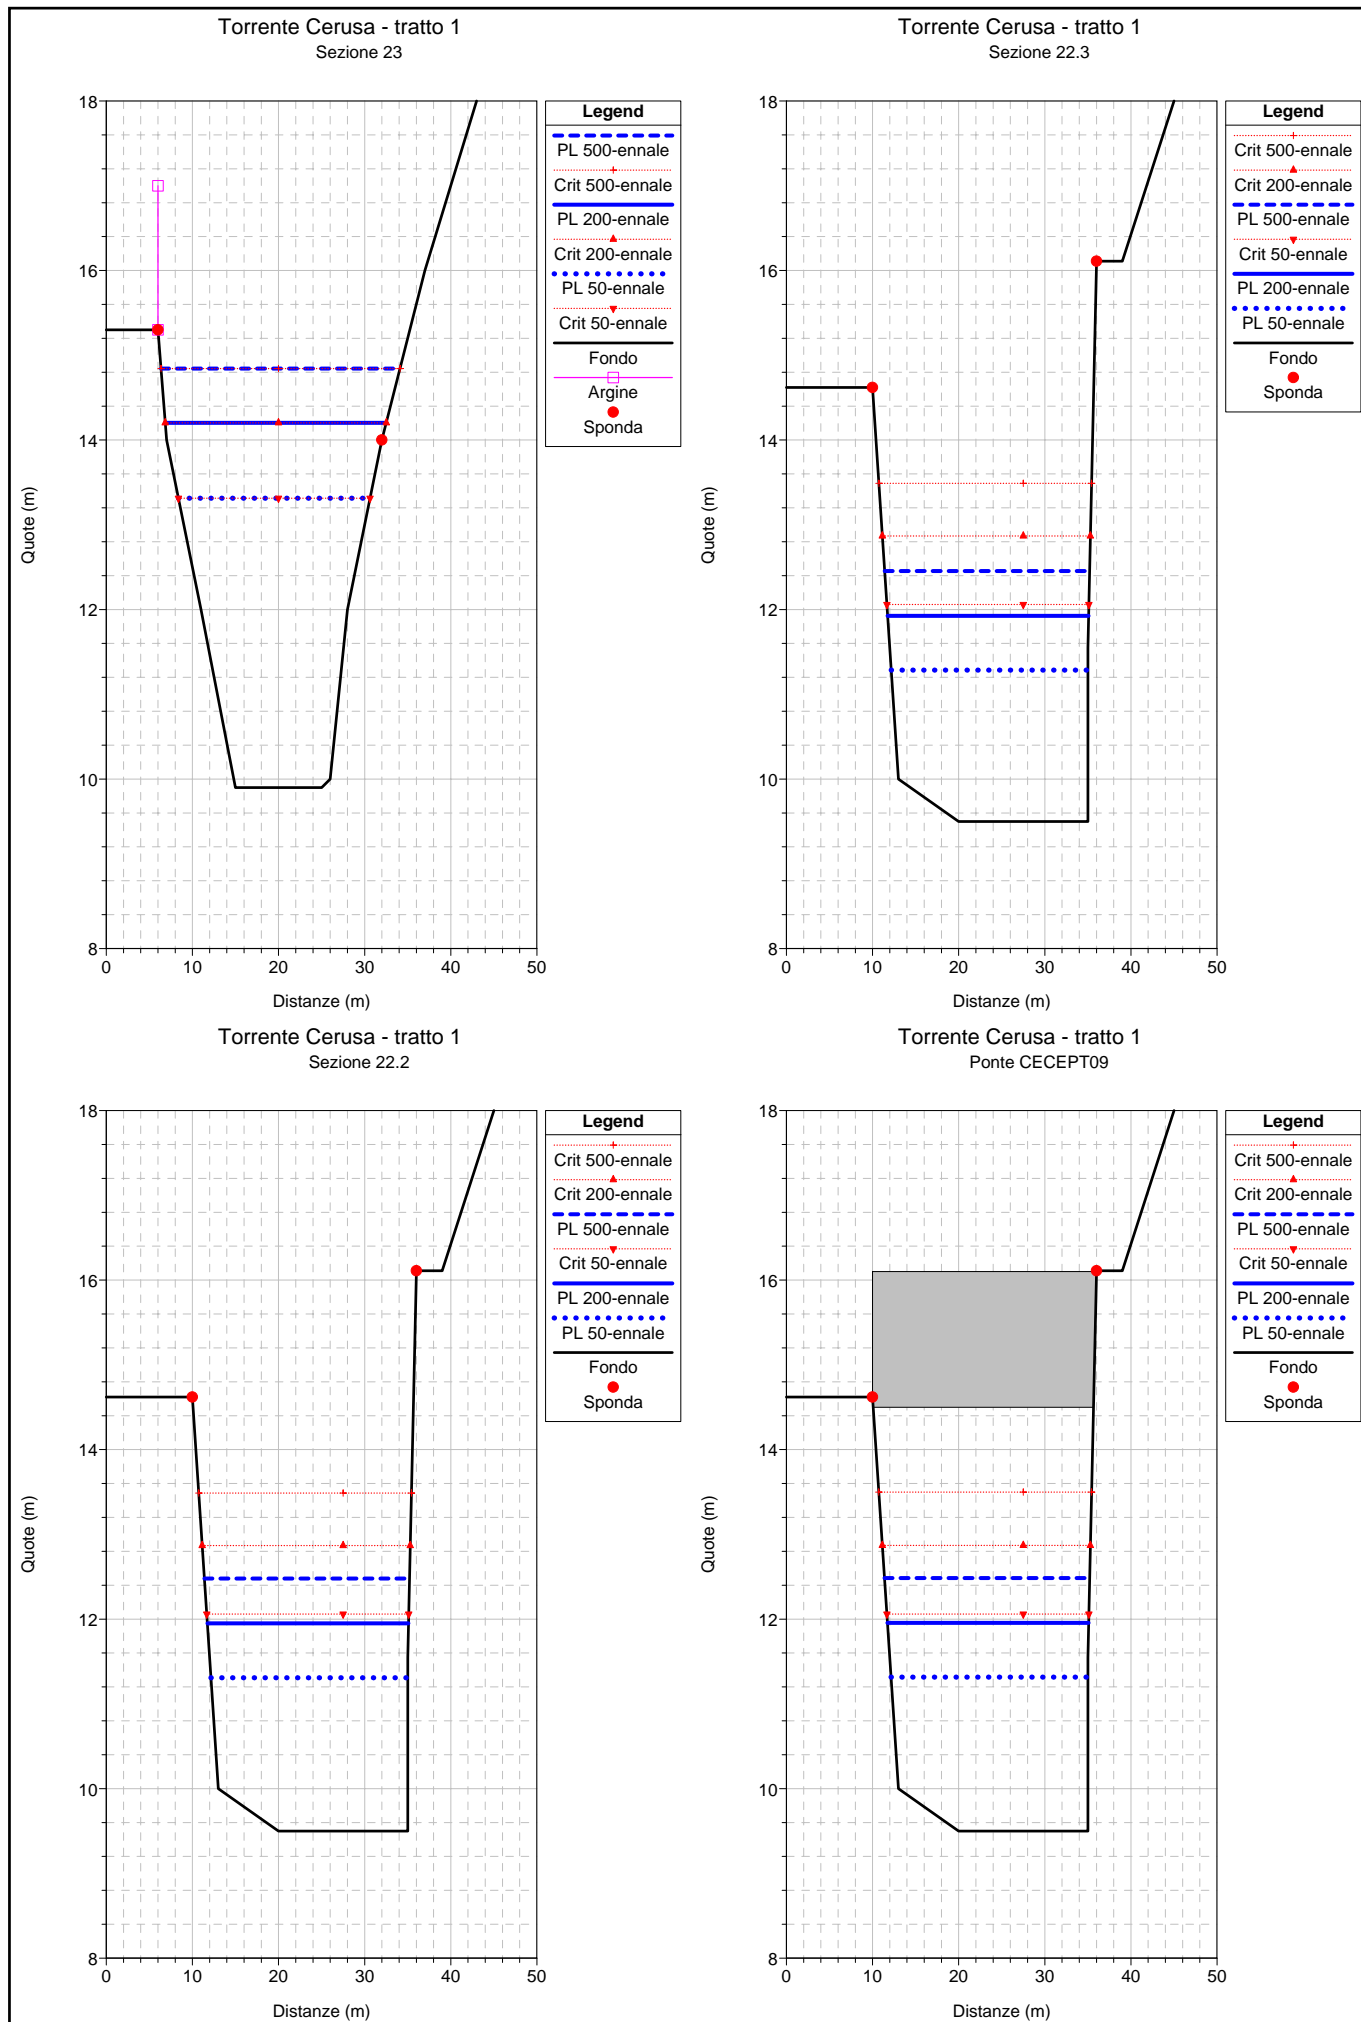 Torrente Cerusa - tratto 1
Sezione 23
Quote (m)
18
16
14
12
10
8
0 10 20 30 40 50
Distanze (m)
Legend
PL 500-ennale
Crit 500-ennale
PL 200-ennale
Crit 200-ennale
PL 50-ennale
Crit 50-ennale
Fondo
Argine
Sponda
Torrente Cerusa - tratto 1
Sezione 22.3
Quote (m)
18
16
14
12
10
8
0 10 20 30 40 50
Distanze (m)
Legend
Crit 500-ennale
Crit 200-ennale
PL 500-ennale
Crit 50-ennale
PL 200-ennale
PL 50-ennale
Fondo
Sponda
Torrente Cerusa - tratto 1
Sezione 22.2
Quote (m)
18
16
14
12
10
8
0 10 20 30 40 50
Distanze (m)
Legend
Crit 500-ennale
Crit 200-ennale
PL 500-ennale
Crit 50-ennale
PL 200-ennale
PL 50-ennale
Fondo
Sponda
Torrente Cerusa - tratto 1
Ponte CECEPT09
Quote (m)
18
16
14
12
10
8
0 10 20 30 40 50
Distanze (m)
Legend
Crit 500-ennale
Crit 200-ennale
PL 500-ennale
Crit 50-ennale
PL 200-ennale
PL 50-ennale
Fondo
Sponda